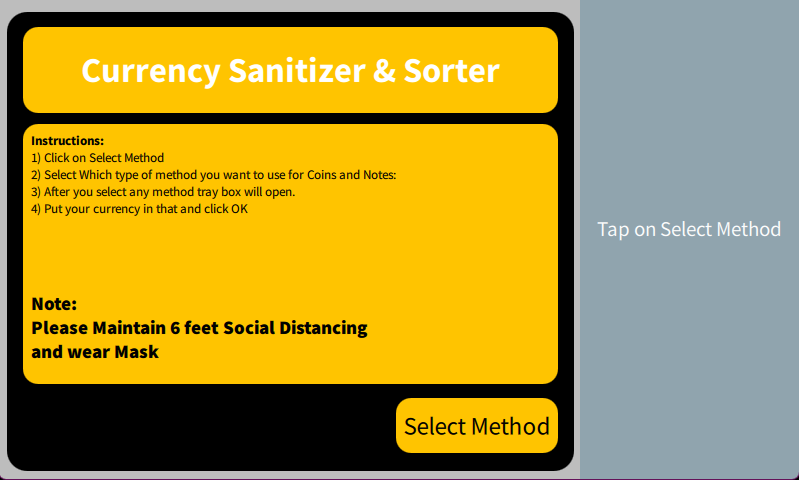 Currency Sanitizer & Sorter
Instructions:
1) Click on Select Method
2) Select Which type of method you want to use for Coins and Notes:
3) After you select any method tray box will open.
4) Put your currency in that and click OK
Note:
Please Maintain 6 feet Social Distancing
and wear Mask
Select Method
Tap on Select Method